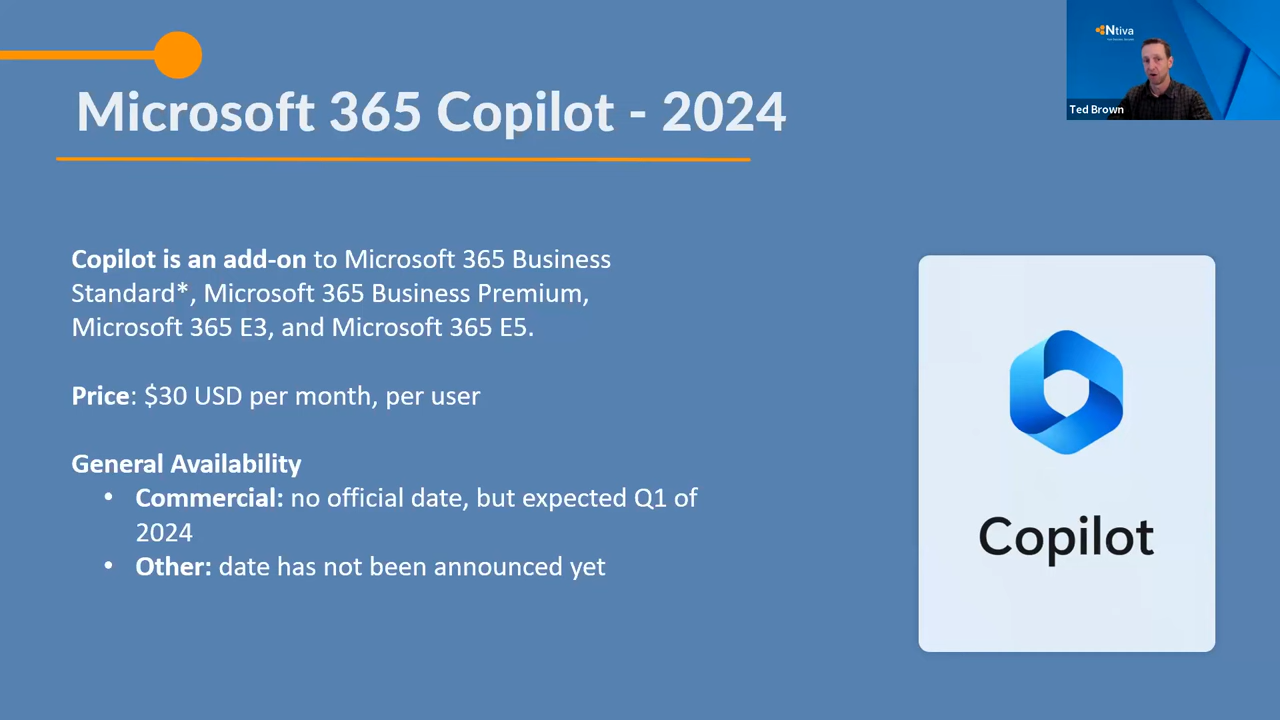 Ntiva
Ted Brown
Microsoft 365 Copilot - 2024
Copilot is an add-on to Microsoft 365 Business
Standard*, Microsoft 365 Business Premium,
Microsoft 365 E3, and Microsoft 365 E5.
Price: $30 USD per month, per user
General Availability
• Commercial: no official date, but expected Q1 of
2024
• Other: date has not been announced yet
Copilot